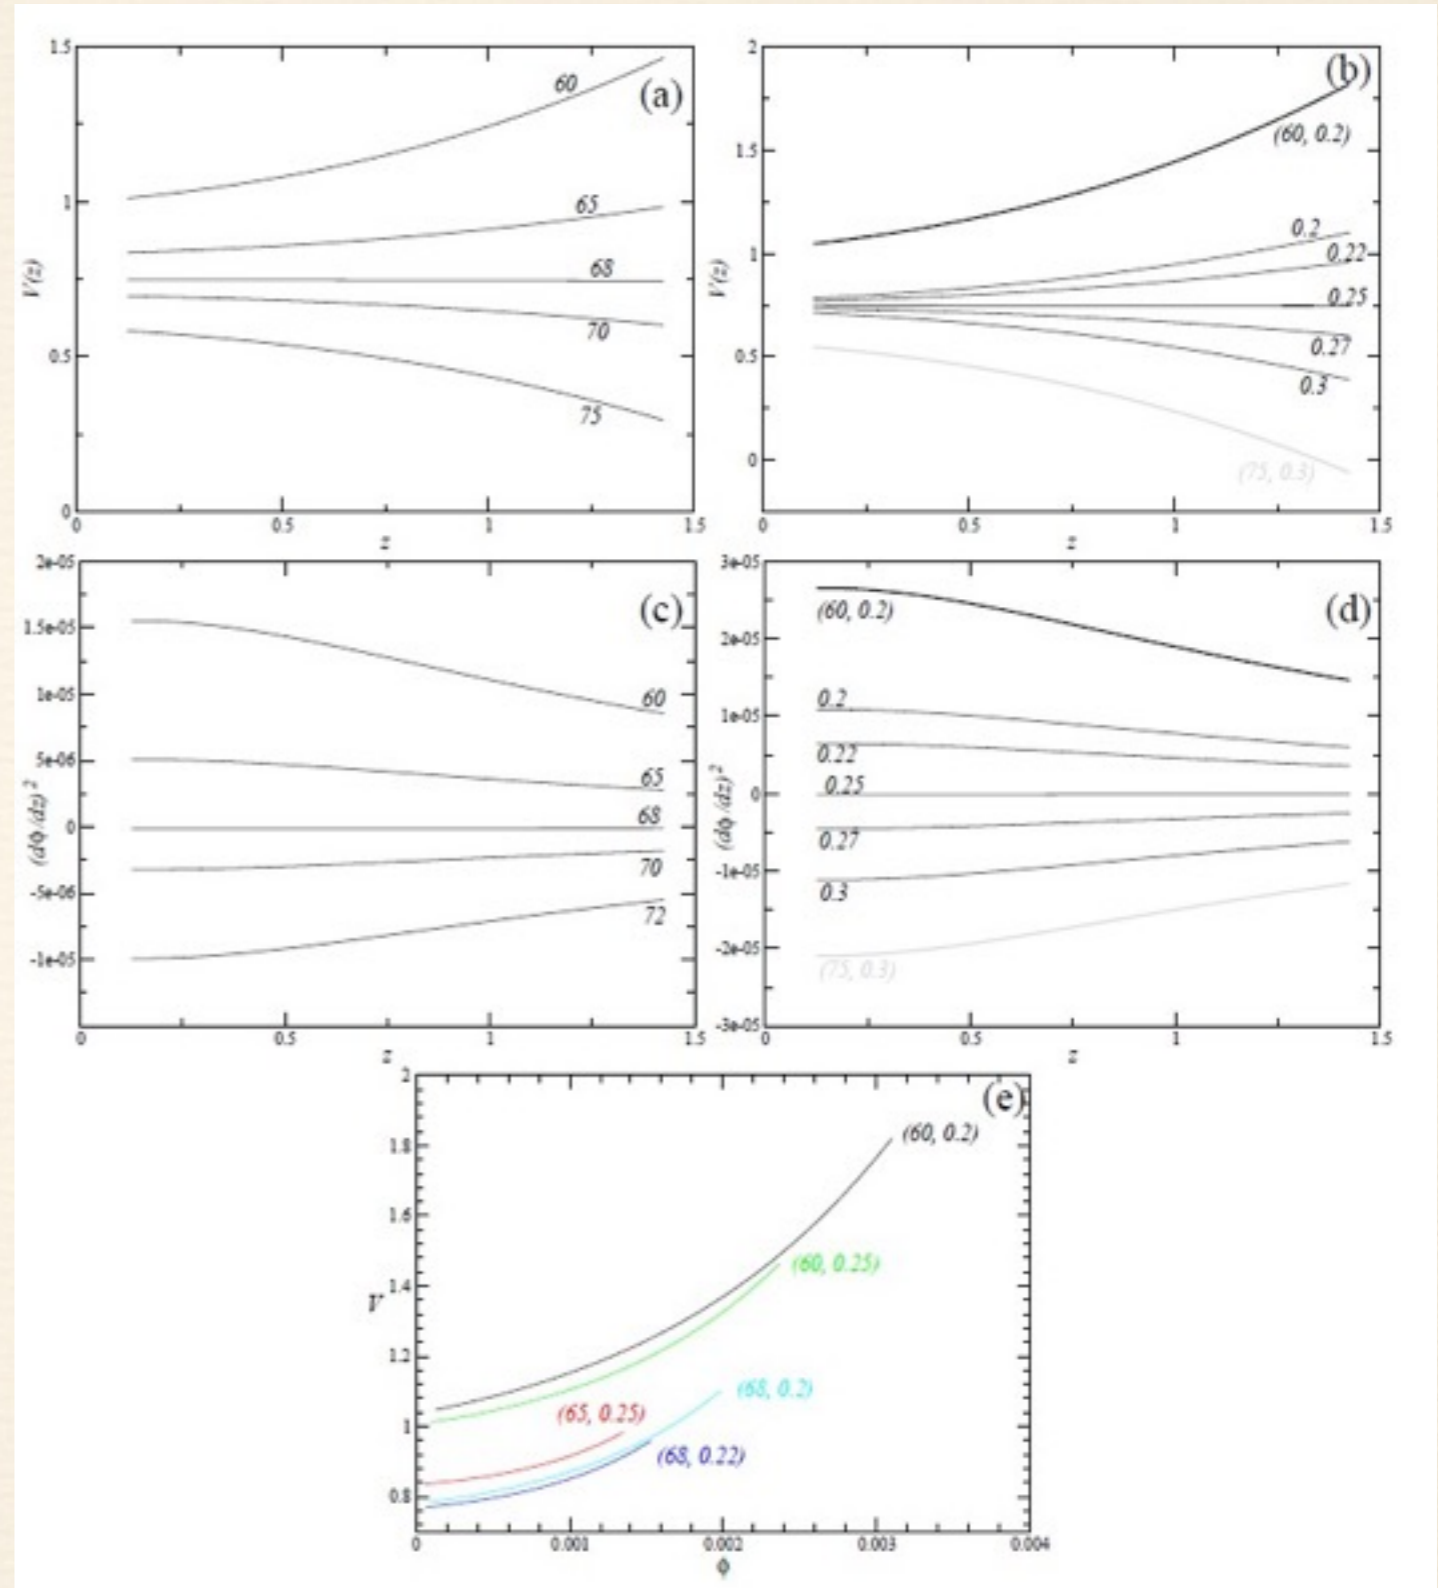 1.5
(a)
60
65
1
68
V(z)
70
0.5
75
0
0 0.5 1 1.5
z
2
(b)
(60, 0.2)
1.5
0.2
0.22
1
0.25
V(z)
0.27
0.5
0.3
0
(75, 0.3)
0 0.5 1 1.5
z
2e-05
(c)
1.5e-05
1e-05
60
5e-06
65
68
0
(dϕ/dz)²
70
-5e-06
72
-1e-05
0 0.5 1 1.5
z
3e-05
(d)
(60, 0.2)
2e-05
0.2
1e-05
0.22
0.25
0
(dϕ/dz)²
0.27
-1e-05
0.3
-2e-05
(75, 0.3)
-3e-05
0 0.5 1 1.5
z
2
(e)
(60, 0.2)
1.8
1.6
(60, 0.25)
1.4
V
1.2
(68, 0.2)
(65, 0.25)
1
(68, 0.22)
0.8
0 0.001 0.002 0.003 0.004
ϕ